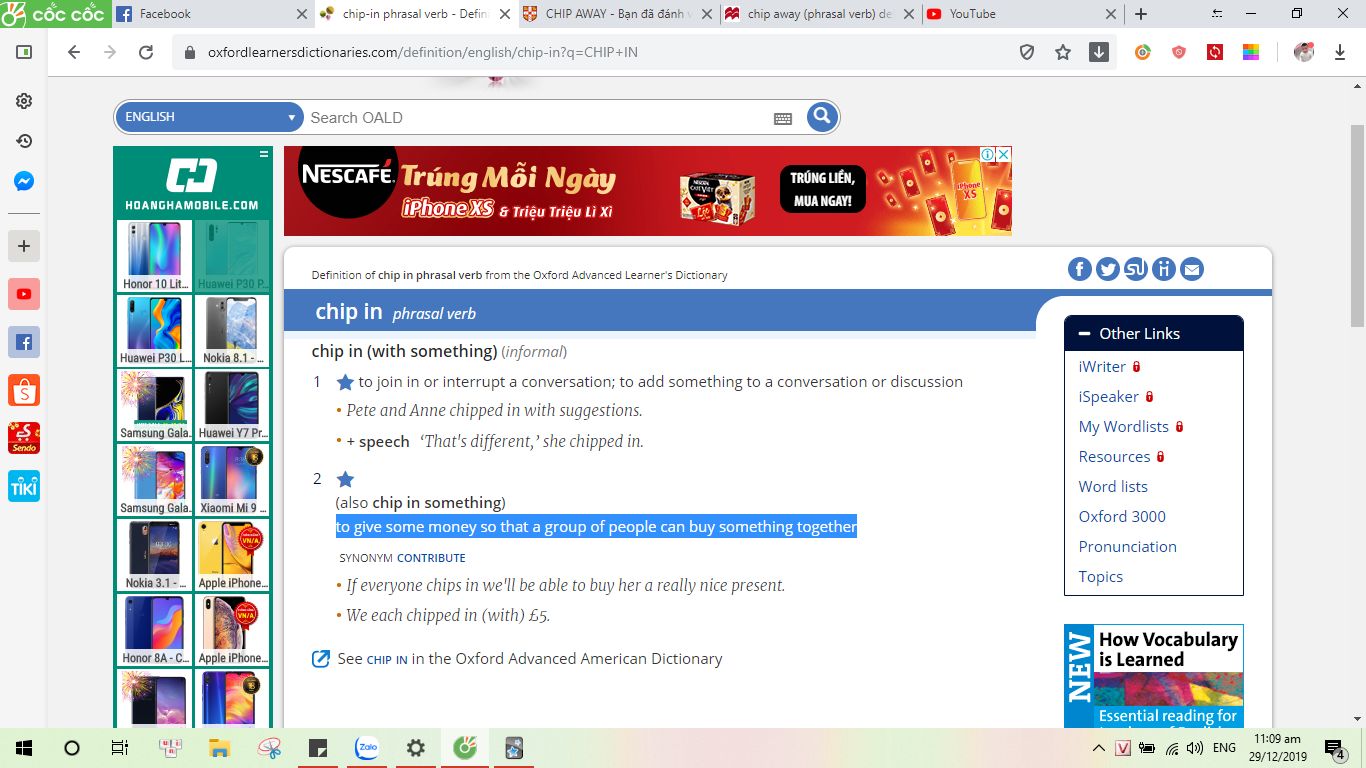 cốc cốc
Facebook
chip-in phrasal verb - Defin
CHIP AWAY - Bạn đã đánh v
chip away (phrasal verb) de
YouTube
oxfordlearnersdictionaries.com/definition/english/chip-in?q=CHIP+IN
ENGLISH
Search OALD
HOANGHAMOBILE.COM
Honor 10 Lit...
Huawei P30 P...
Huawei P30 L...
Nokia 8.1 - ...
Samsung Gala...
Huawei Y7 Pr...
Samsung Gala...
Xiaomi Mi 9 ...
Nokia 3.1 - ...
VN/A
Apple iPhone...
Honor 8A - C...
VN/A
Apple iPhone...
NESCAFÉ
Trúng Mỗi Ngày
iPhone XS & Triệu Triệu Lì Xì
TRÚNG LIỀN,
MUA NGAY!
iPhone
XS
Definition of chip in phrasal verb from the Oxford Advanced Learner's Dictionary
chip in phrasal verb
chip in (with something) (informal)
1 to join in or interrupt a conversation; to add something to a conversation or discussion
• Pete and Anne chipped in with suggestions.
• + speech ‘That's different,’ she chipped in.
2
(also chip in something)
to give some money so that a group of people can buy something together
SYNONYM CONTRIBUTE
• If everyone chips in we'll be able to buy her a really nice present.
• We each chipped in (with) £5.
See CHIP IN in the Oxford Advanced American Dictionary
Other Links
iWriter
iSpeaker
My Wordlists
Resources
Word lists
Oxford 3000
Pronunciation
Topics
NEW
How Vocabulary
is Learned
Essential reading for
Sendo
TIKI
Zalo
V
ENG
11:09 am
29/12/2019
4